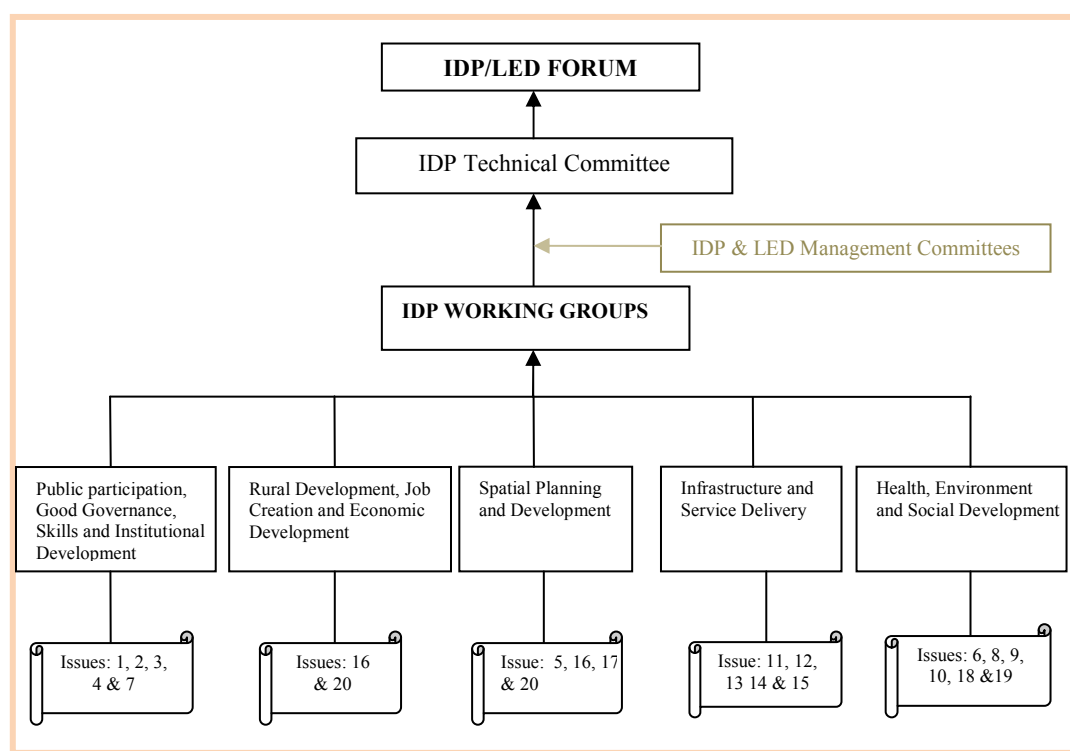 IDP/LED FORUM
IDP Technical Committee
IDP & LED Management Committees
IDP WORKING GROUPS
Public participation,
Good Governance,
Skills and Institutional
Development
Rural Development, Job
Creation and Economic
Development
Spatial Planning
and Development
Infrastructure and
Service Delivery
Health, Environment
and Social Development
Issues: 1, 2, 3,
4 & 7
Issues: 16
& 20
Issue:  5, 16, 17
& 20
Issue: 11, 12,
13 14 & 15
Issues: 6, 8, 9,
10, 18 &19